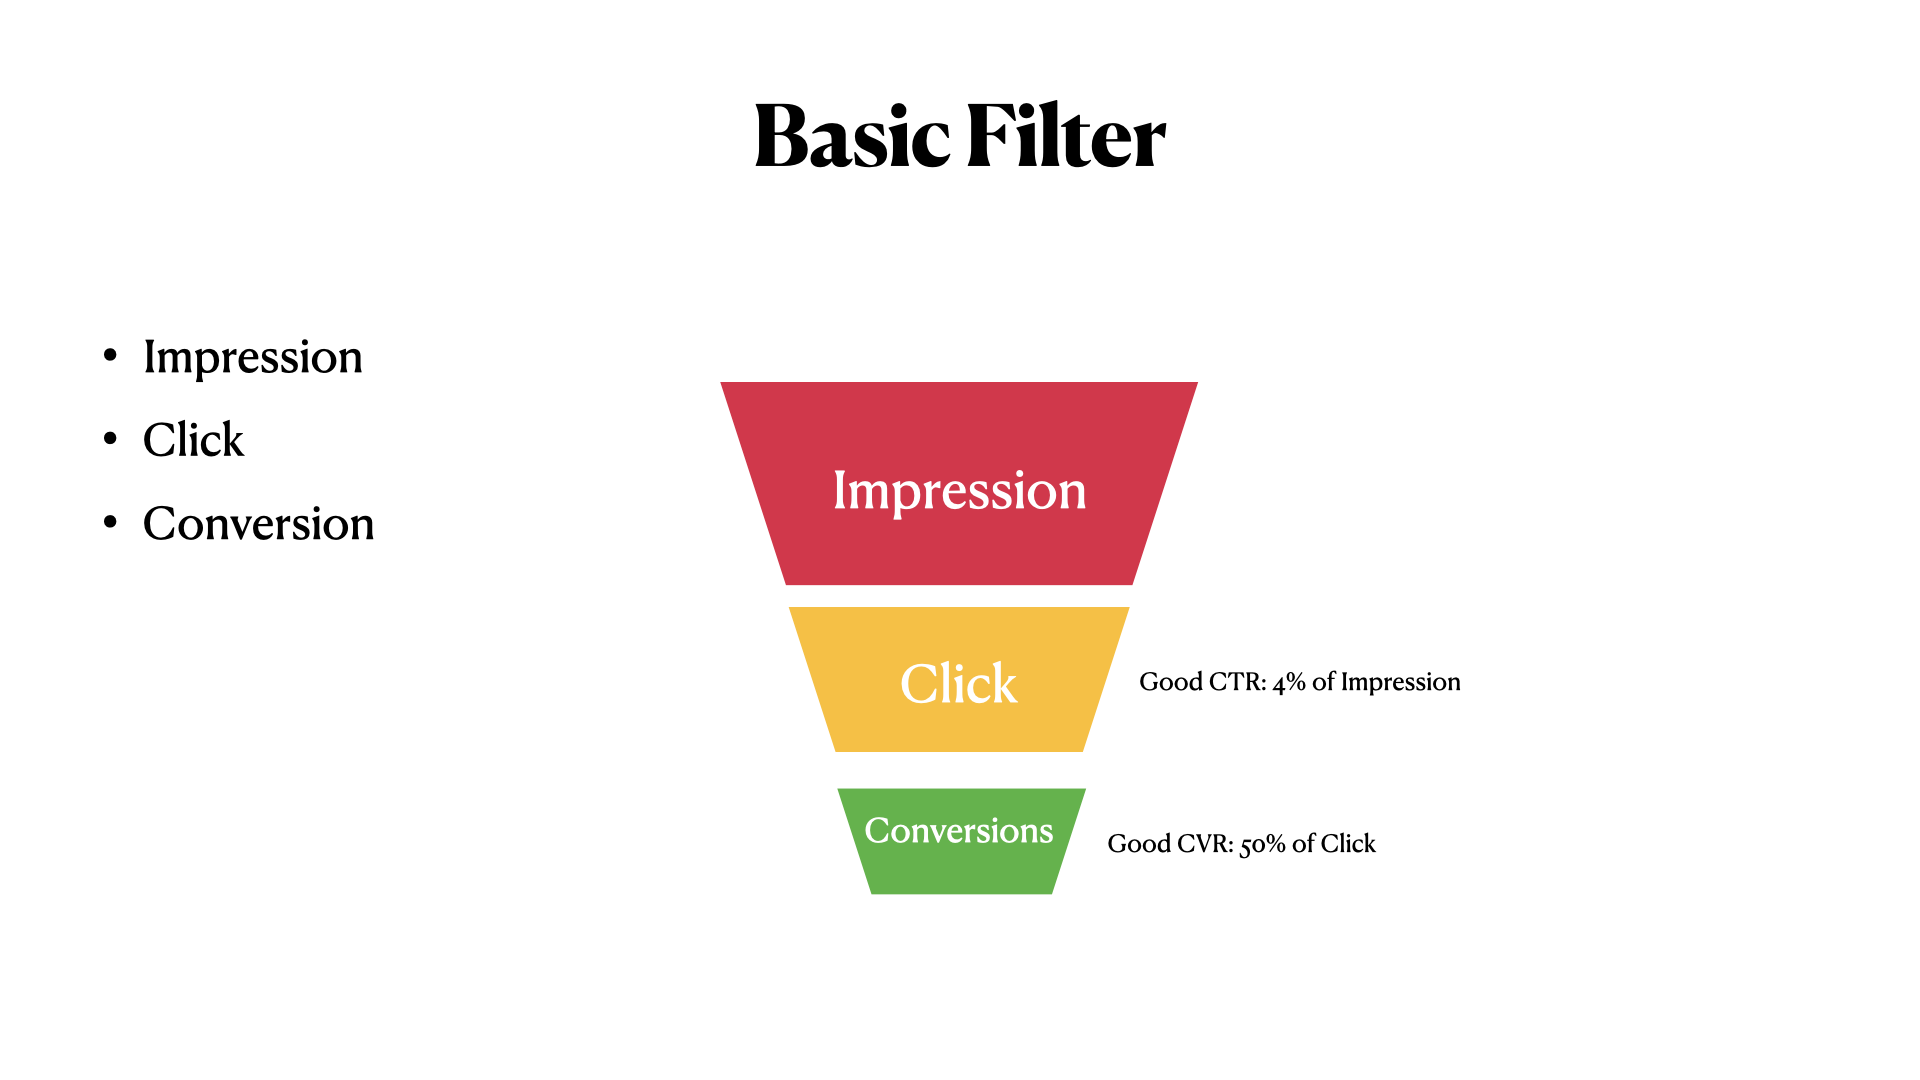 Basic Filter
• Impression
• Click
• Conversion
Impression
Click
Good CTR: 4% of Impression
Conversions
Good CVR: 50% of Click